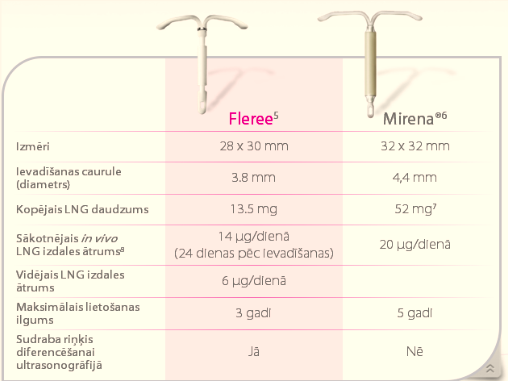 Fleree⁵ Mirena®⁶
Izmēri 28 x 30 mm 32 x 32 mm
Ievadīšanas caurule
(diametrs) 3.8 mm 4,4 mm
Kopējais LNG daudzums 13.5 mg 52 mg⁷
Sākotnējais in vivo
LNG izdales ātrums⁸ 14 µg/dienā
(24 dienas pēc ievadīšanas) 20 µg/dienā
Vidējais LNG izdales
ātrums 6 µg/dienā
Maksimālais lietošanas
ilgums 3 gadi 5 gadi
Sudraba riņķis
diferencēšanai
ultrasonogrāfijā Jā Nē